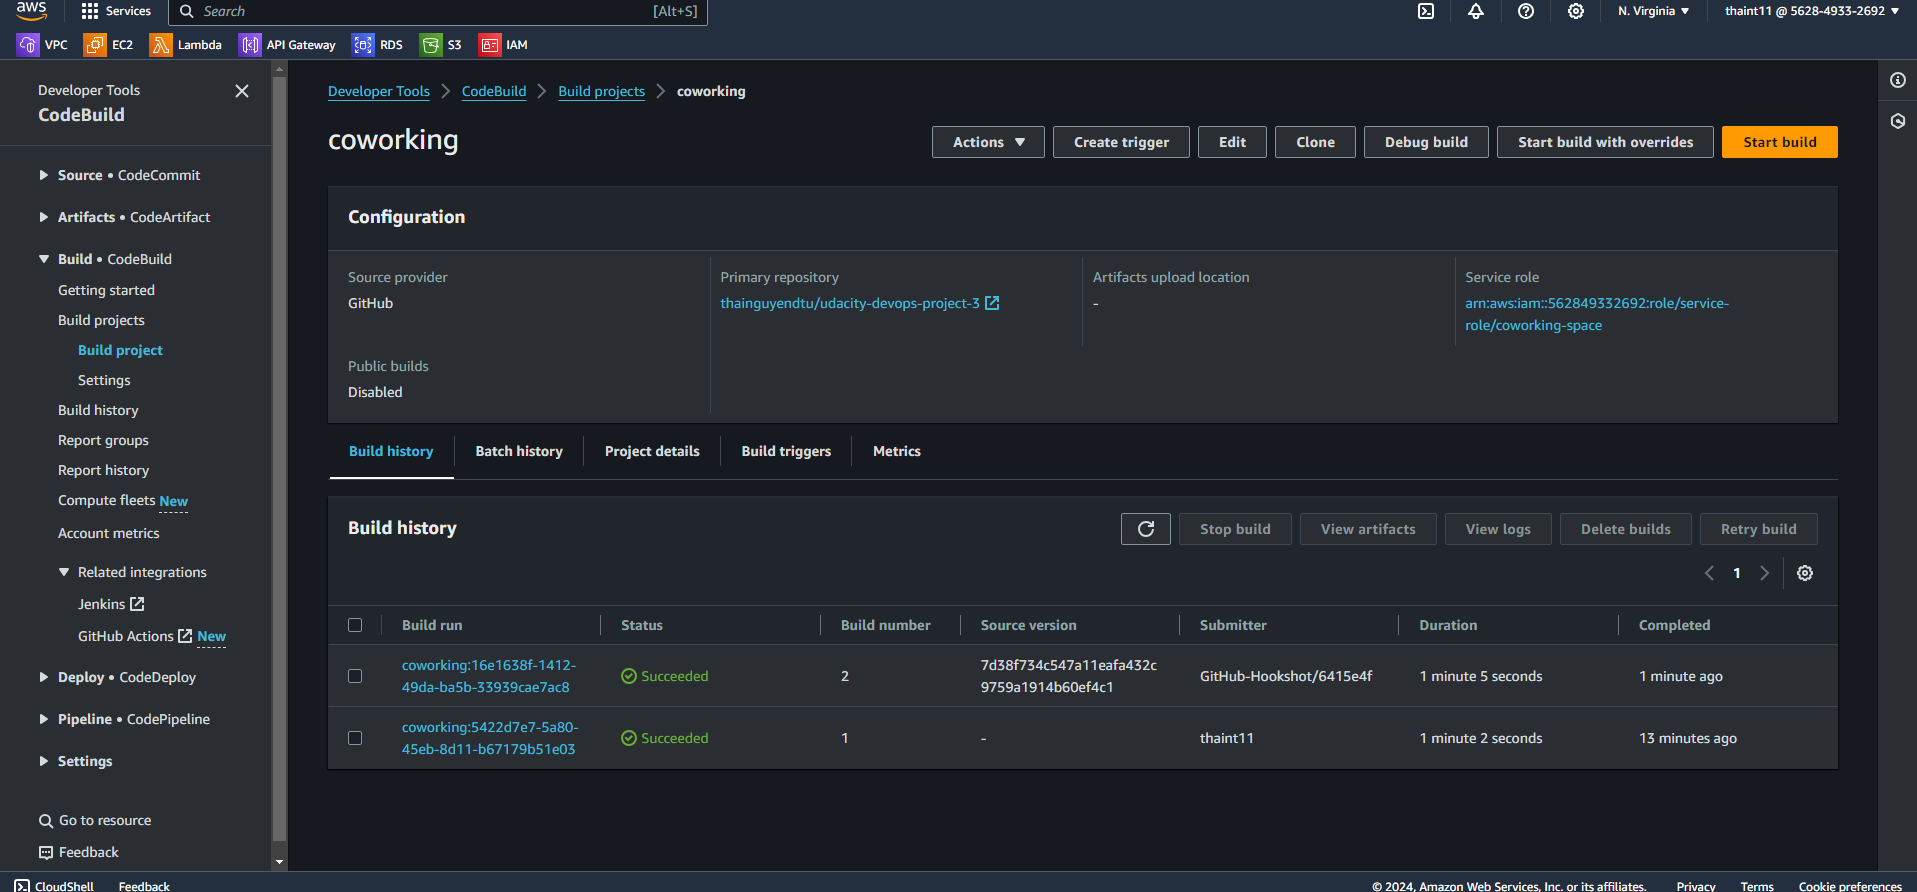 aws
Services
Search
[Alt+S]
N. Virginia
thaint11 @ 5628-4933-2692
VPC
EC2
Lambda
API Gateway
RDS
S3
IAM
Developer Tools
CodeBuild
Source • CodeCommit
Artifacts • CodeArtifact
Build • CodeBuild
Getting started
Build projects
Build project
Settings
Build history
Report groups
Report history
Compute fleets New
Account metrics
Related integrations
Jenkins
GitHub Actions New
Deploy • CodeDeploy
Pipeline • CodePipeline
Settings
Go to resource
Feedback
Developer Tools
CodeBuild
Build projects
coworking
coworking
Actions
Create trigger
Edit
Clone
Debug build
Start build with overrides
Start build
Configuration
Source provider
GitHub
Primary repository
thainguyendtu/udacity-devops-project-3
Artifacts upload location
-
Service role
arn:aws:iam::562849332692:role/service-
role/coworking-space
Public builds
Disabled
Build history
Batch history
Project details
Build triggers
Metrics
Build history
Stop build
View artifacts
View logs
Delete builds
Retry build
1
Build run
Status
Build number
Source version
Submitter
Duration
Completed
coworking:16e1638f-1412-
49da-ba5b-33939cae7ac8
Succeeded
2
7d38f734c547a11eafa432c
9759a1914b60ef4c1
GitHub-Hookshot/6415e4f
1 minute 5 seconds
1 minute ago
coworking:5422d7e7-5a80-
45eb-8d11-b67179b51e03
Succeeded
1
-
thaint11
1 minute 2 seconds
13 minutes ago
CloudShell
Feedback
© 2024, Amazon Web Services, Inc. or its affiliates.
Privacy
Terms
Cookie preferences